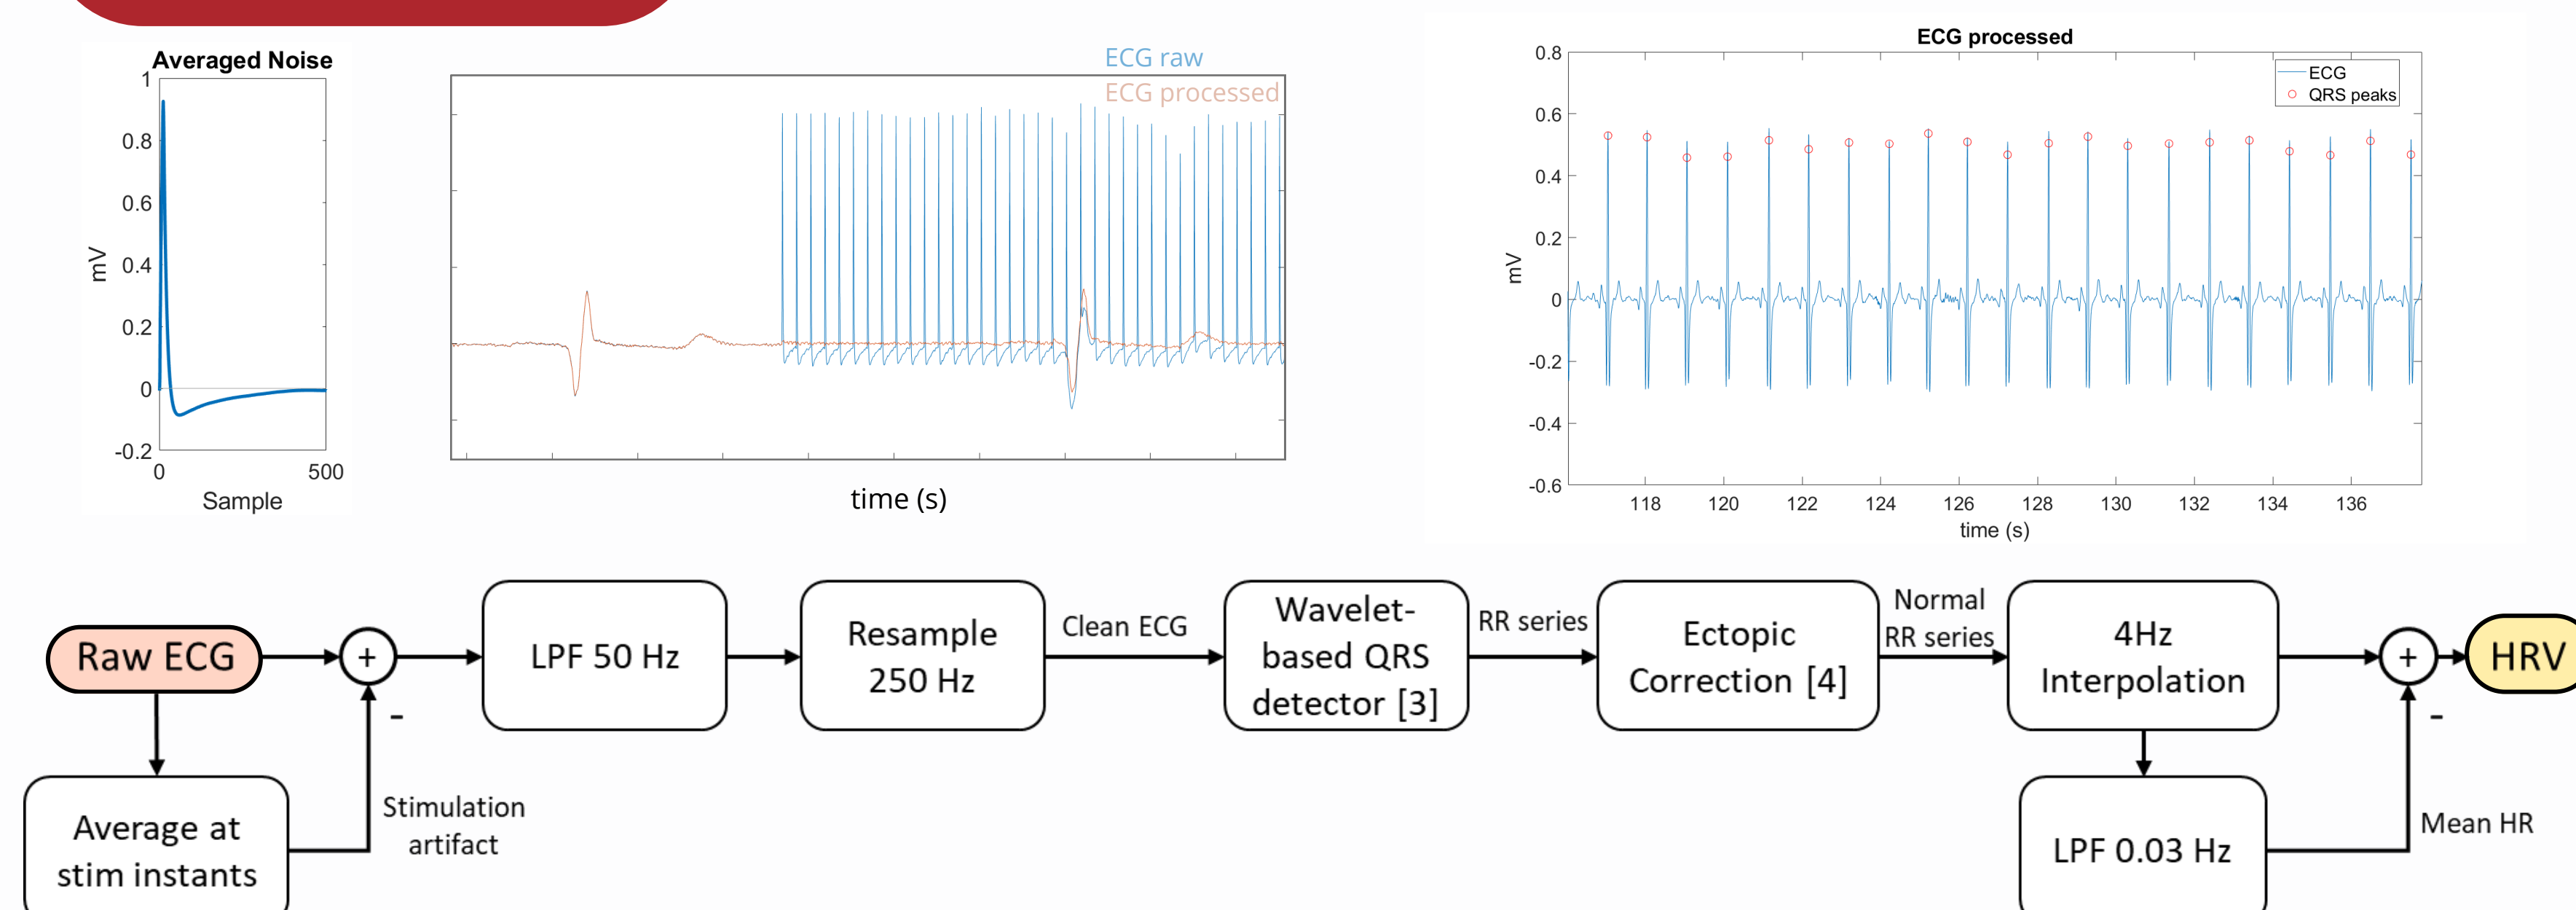 Averaged Noise
1
0.8
0.6
0.4
0.2
0
-0.2
mV
0
500
Sample
ECG raw
ECG processed
time (s)
ECG processed
ECG
QRS peaks
0.8
0.6
0.4
0.2
0
-0.2
-0.4
-0.6
mV
118
120
122
124
126
128
130
132
134
136
time (s)
Raw ECG
+
-
Average at
stim instants
Stimulation
artifact
LPF 50 Hz
Resample
250 Hz
Clean ECG
Wavelet-
based QRS
detector [3]
RR series
Ectopic
Correction [4]
Normal
RR series
4Hz
Interpolation
LPF 0.03 Hz
Mean HR
+
-
HRV